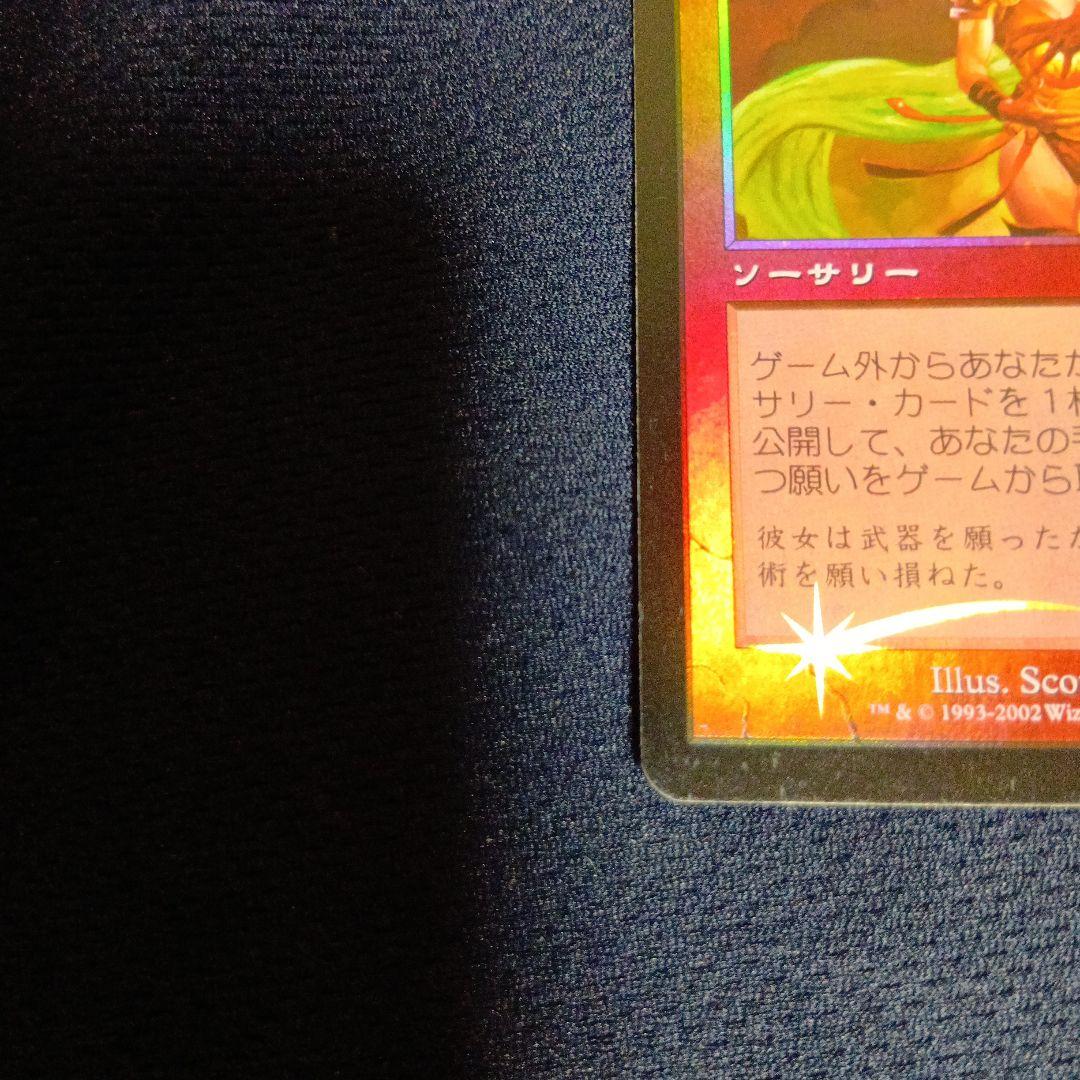 ソーサリー
ゲーム外からあなたが
サリー・カードを１枚
公開して、あなたの手
つ願いをゲームから
彼女は武器を願ったが
術を願い損ねた。
Illus. Sco
™ & © 1993-2002 Wiz